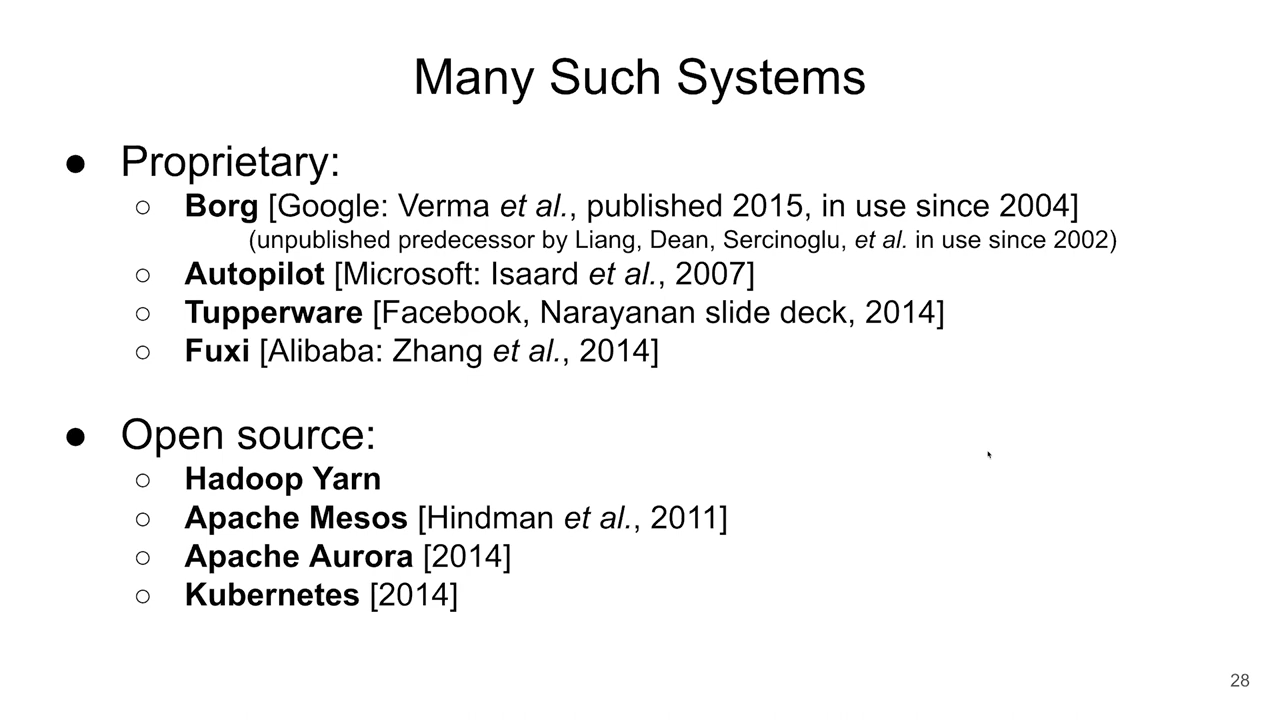 Many Such Systems
● Proprietary:
○ Borg [Google: Verma et al., published 2015, in use since 2004]
(unpublished predecessor by Liang, Dean, Sercinoglu, et al. in use since 2002)
○ Autopilot [Microsoft: Isaard et al., 2007]
○ Tupperware [Facebook, Narayanan slide deck, 2014]
○ Fuxi [Alibaba: Zhang et al., 2014]
● Open source:
○ Hadoop Yarn
○ Apache Mesos [Hindman et al., 2011]
○ Apache Aurora [2014]
○ Kubernetes [2014]
28